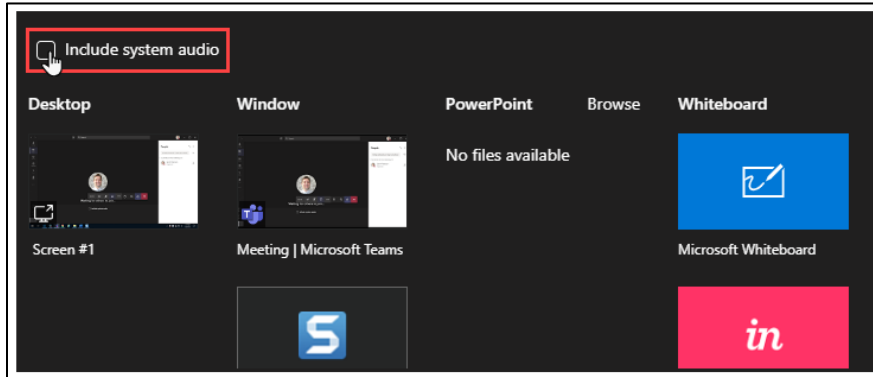 Include system audio
Desktop
Window
PowerPoint
Browse
Whiteboard
No files available
Screen #1
Meeting | Microsoft Teams
Microsoft Whiteboard
S
in